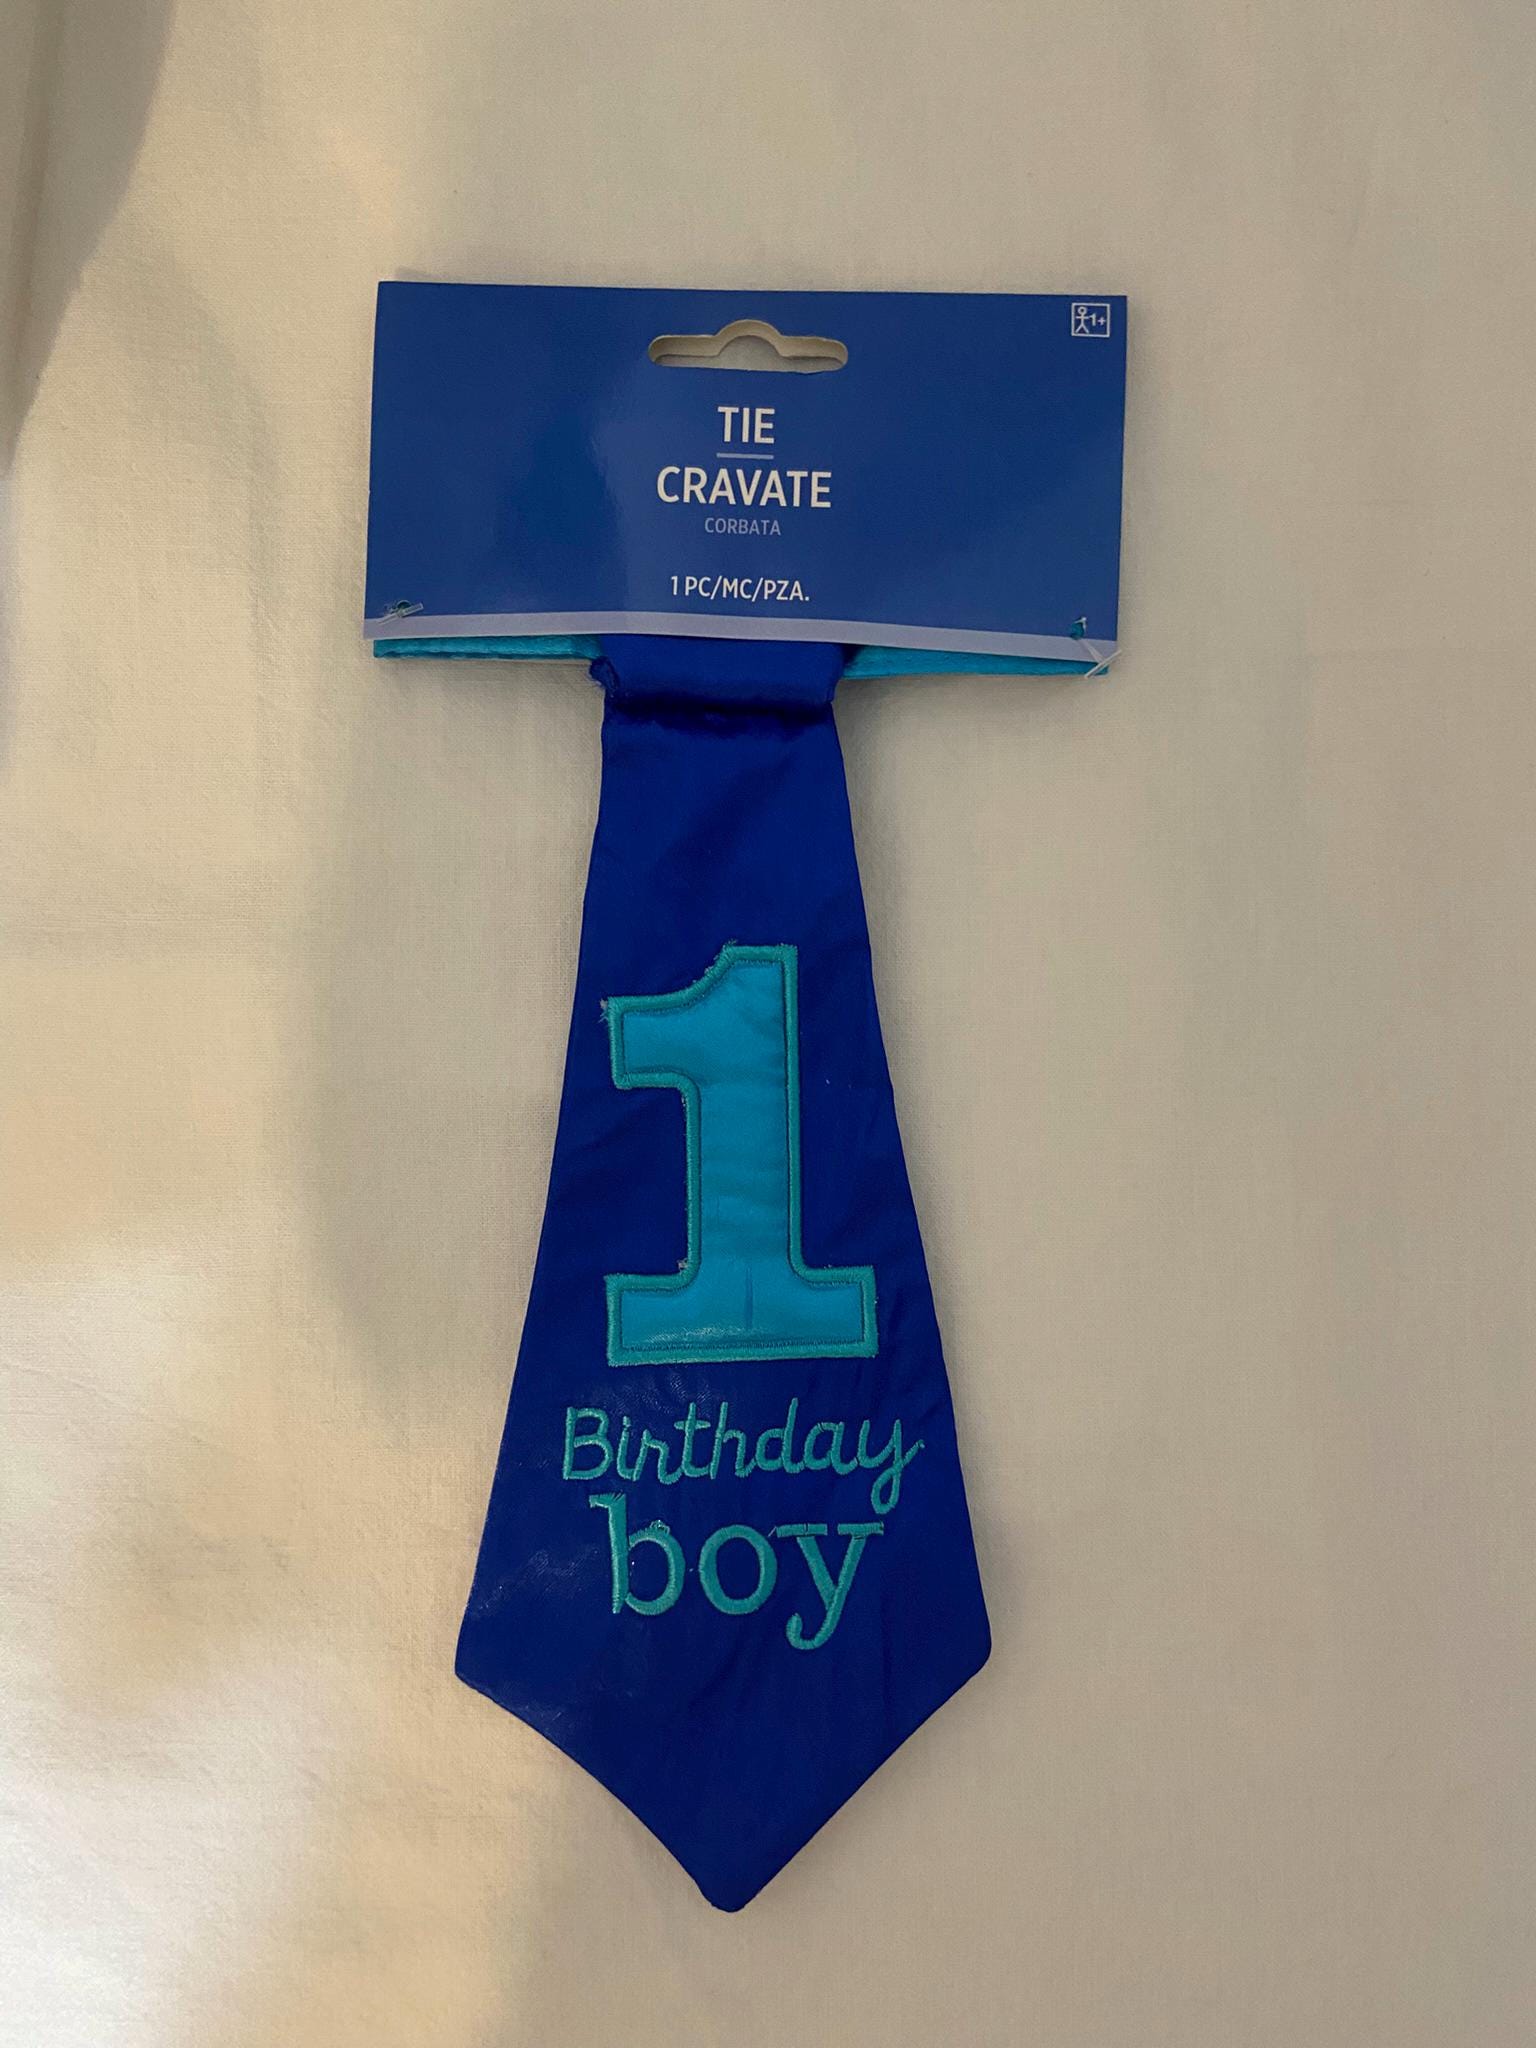 1+
TIE
CRAVATE
CORBATA
1 PC/MC/PZA.
1
Birthday
boy